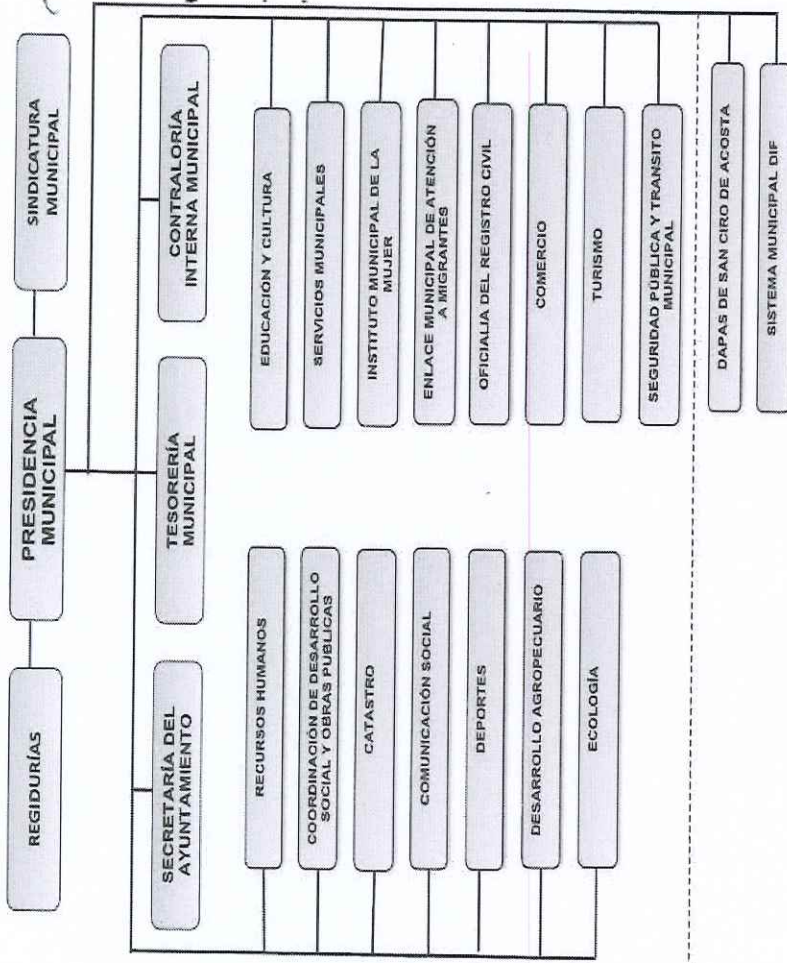 REGIDURÍAS
PRESIDENCIA
MUNICIPAL
SINDICATURA
MUNICIPAL
SECRETARÍA DEL
AYUNTAMIENTO
TESORERÍA
MUNICIPAL
CONTRALORÍA
INTERNA MUNICIPAL
RECURSOS HUMANOS
COORDINACIÓN DE DESARROLLO
SOCIAL Y OBRAS PUBLICAS
CATASTRO
COMUNICACIÓN SOCIAL
DEPORTES
DESARROLLO AGROPECUARIO
ECOLOGÍA
EDUCACIÓN Y CULTURA
SERVICIOS MUNICIPALES
INSTITUTO MUNICIPAL DE LA
MUJER
ENLACE MUNICIPAL DE ATENCIÓN
A MIGRANTES
OFICIALIA DEL REGISTRO CIVIL
COMERCIO
TURISMO
SEGURIDAD PÚBLICA Y TRANSITO
MUNICIPAL
DAPAS DE SAN CIRO DE ACOSTA
SISTEMA MUNICIPAL DIF